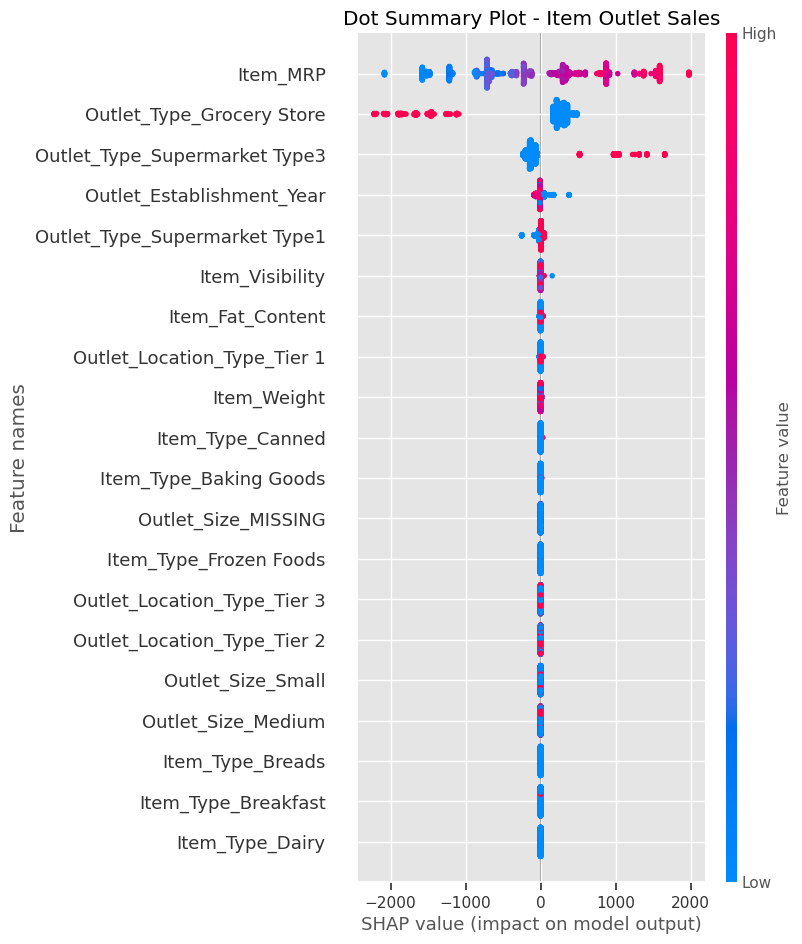 Dot Summary Plot - Item Outlet Sales
High
Item_MRP
Outlet_Type_Grocery Store
Outlet_Type_Supermarket Type3
Outlet_Establishment_Year
Outlet_Type_Supermarket Type1
Item_Visibility
Item_Fat_Content
Outlet_Location_Type_Tier 1
Item_Weight
Item_Type_Canned
Item_Type_Baking Goods
Outlet_Size_MISSING
Item_Type_Frozen Foods
Outlet_Location_Type_Tier 3
Outlet_Location_Type_Tier 2
Outlet_Size_Small
Outlet_Size_Medium
Item_Type_Breads
Item_Type_Breakfast
Item_Type_Dairy
Feature names
Feature value
Low
−2000 −1000 0 1000 2000
SHAP value (impact on model output)